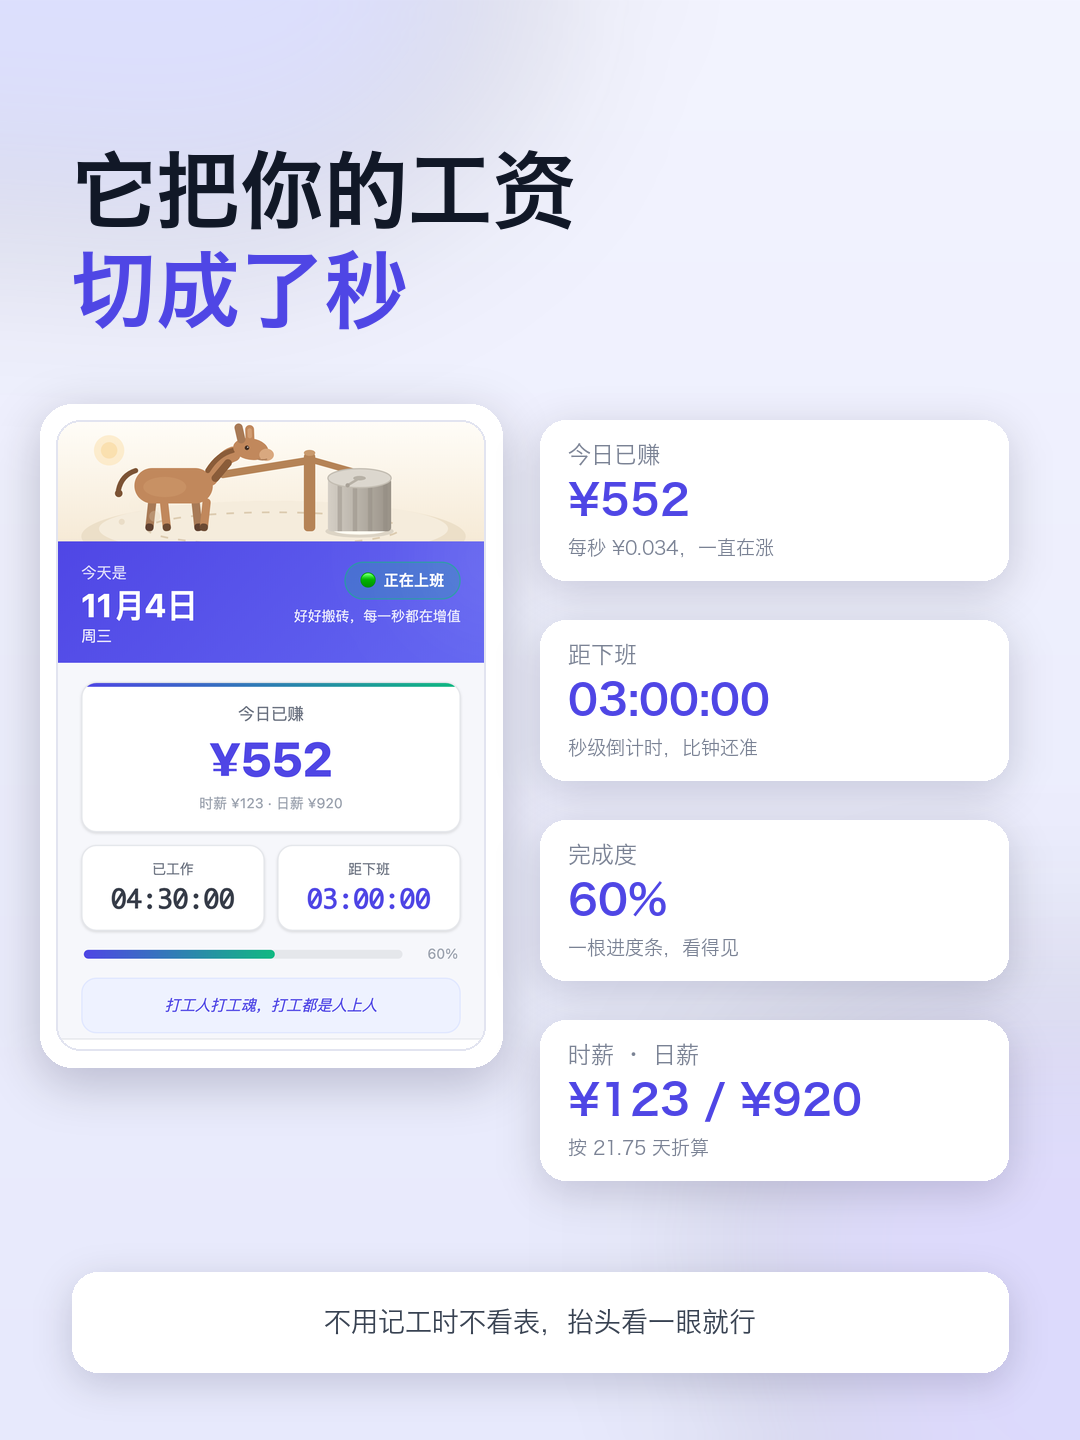 它把你的工资
切成了秒
今天是
11月4日
周三
正在上班
好好搬砖，每一秒都在增值
今日已赚
¥552
时薪 ¥123 · 日薪 ¥920
已工作
04:30:00
距下班
03:00:00
60%
打工人打工魂，打工都是人上人
今日已赚
¥552
每秒 ¥0.034，一直在涨
距下班
03:00:00
秒级倒计时，比钟还准
完成度
60%
一根进度条，看得见
时薪 · 日薪
¥123 / ¥920
按 21.75 天折算
不用记工时不看表，抬头看一眼就行